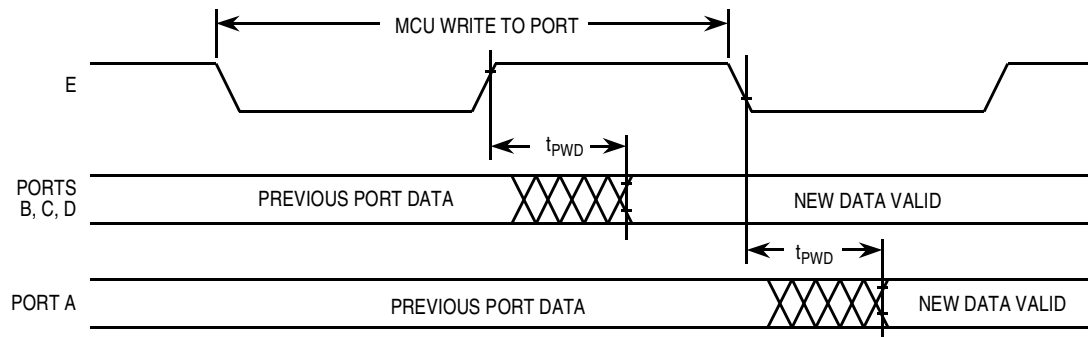 MCU WRITE TO PORT
E
tPWD
PORTS
B, C, D
PREVIOUS PORT DATA
NEW DATA VALID
tPWD
PORT A
PREVIOUS PORT DATA
NEW DATA VALID